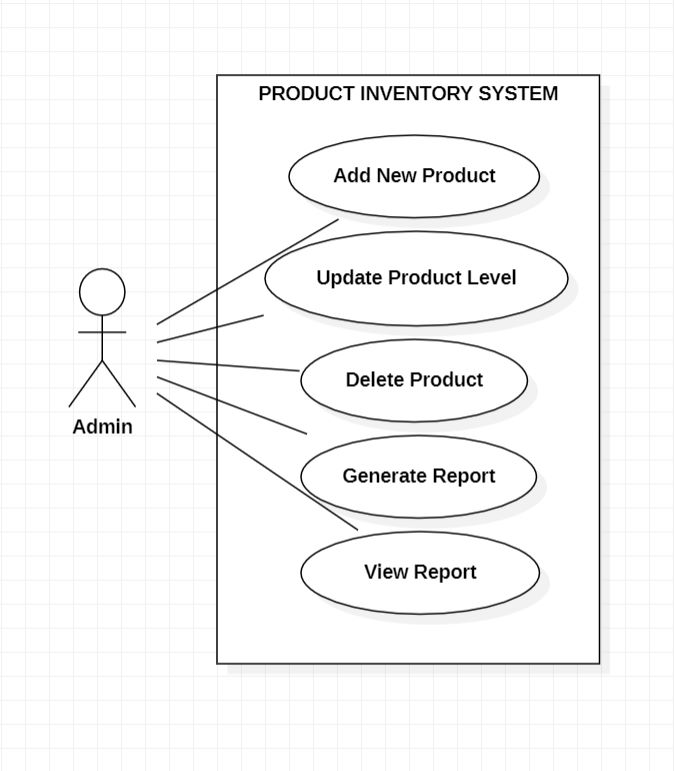 PRODUCT INVENTORY SYSTEM
Add New Product
Update Product Level
Delete Product
Admin
Generate Report
View Report